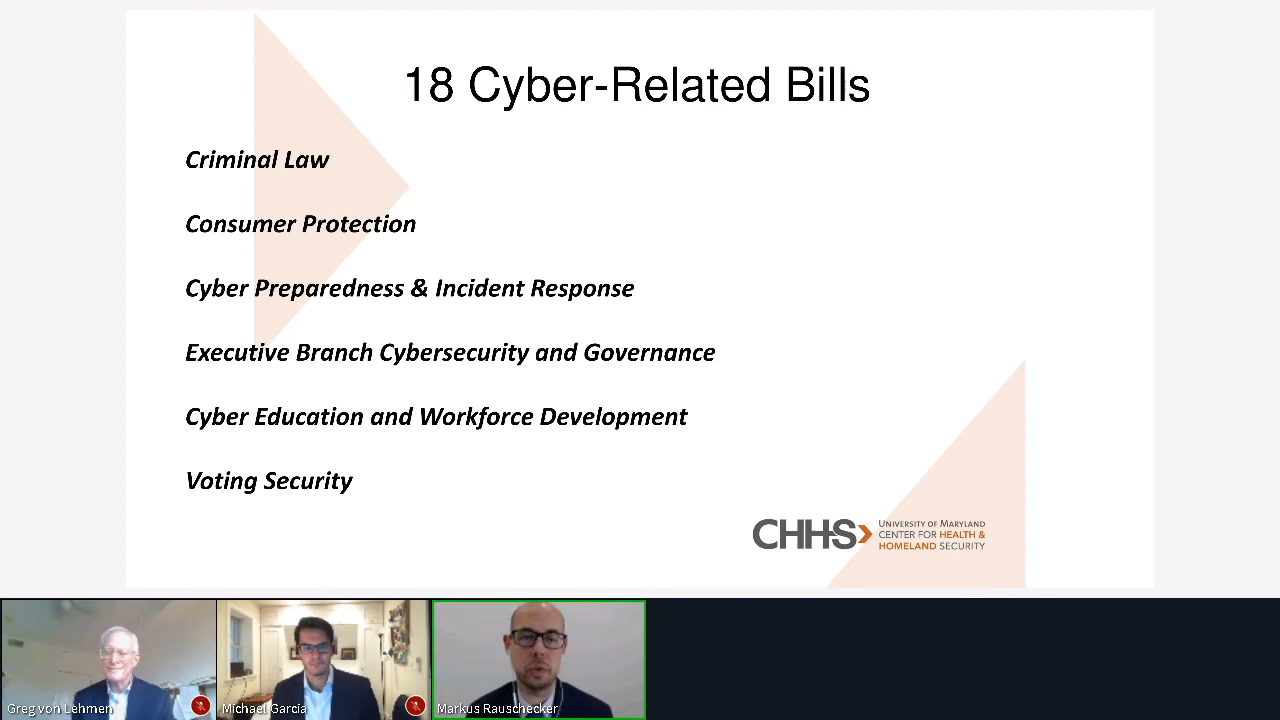 18 Cyber-Related Bills
Criminal Law
Consumer Protection
Cyber Preparedness & Incident Response
Executive Branch Cybersecurity and Governance
Cyber Education and Workforce Development
Voting Security
CHHS
UNIVERSITY OF MARYLAND
CENTER FOR HEALTH &
HOMELAND SECURITY
Greg von Lehmen
Michael Garcia
Markus Rauschecker